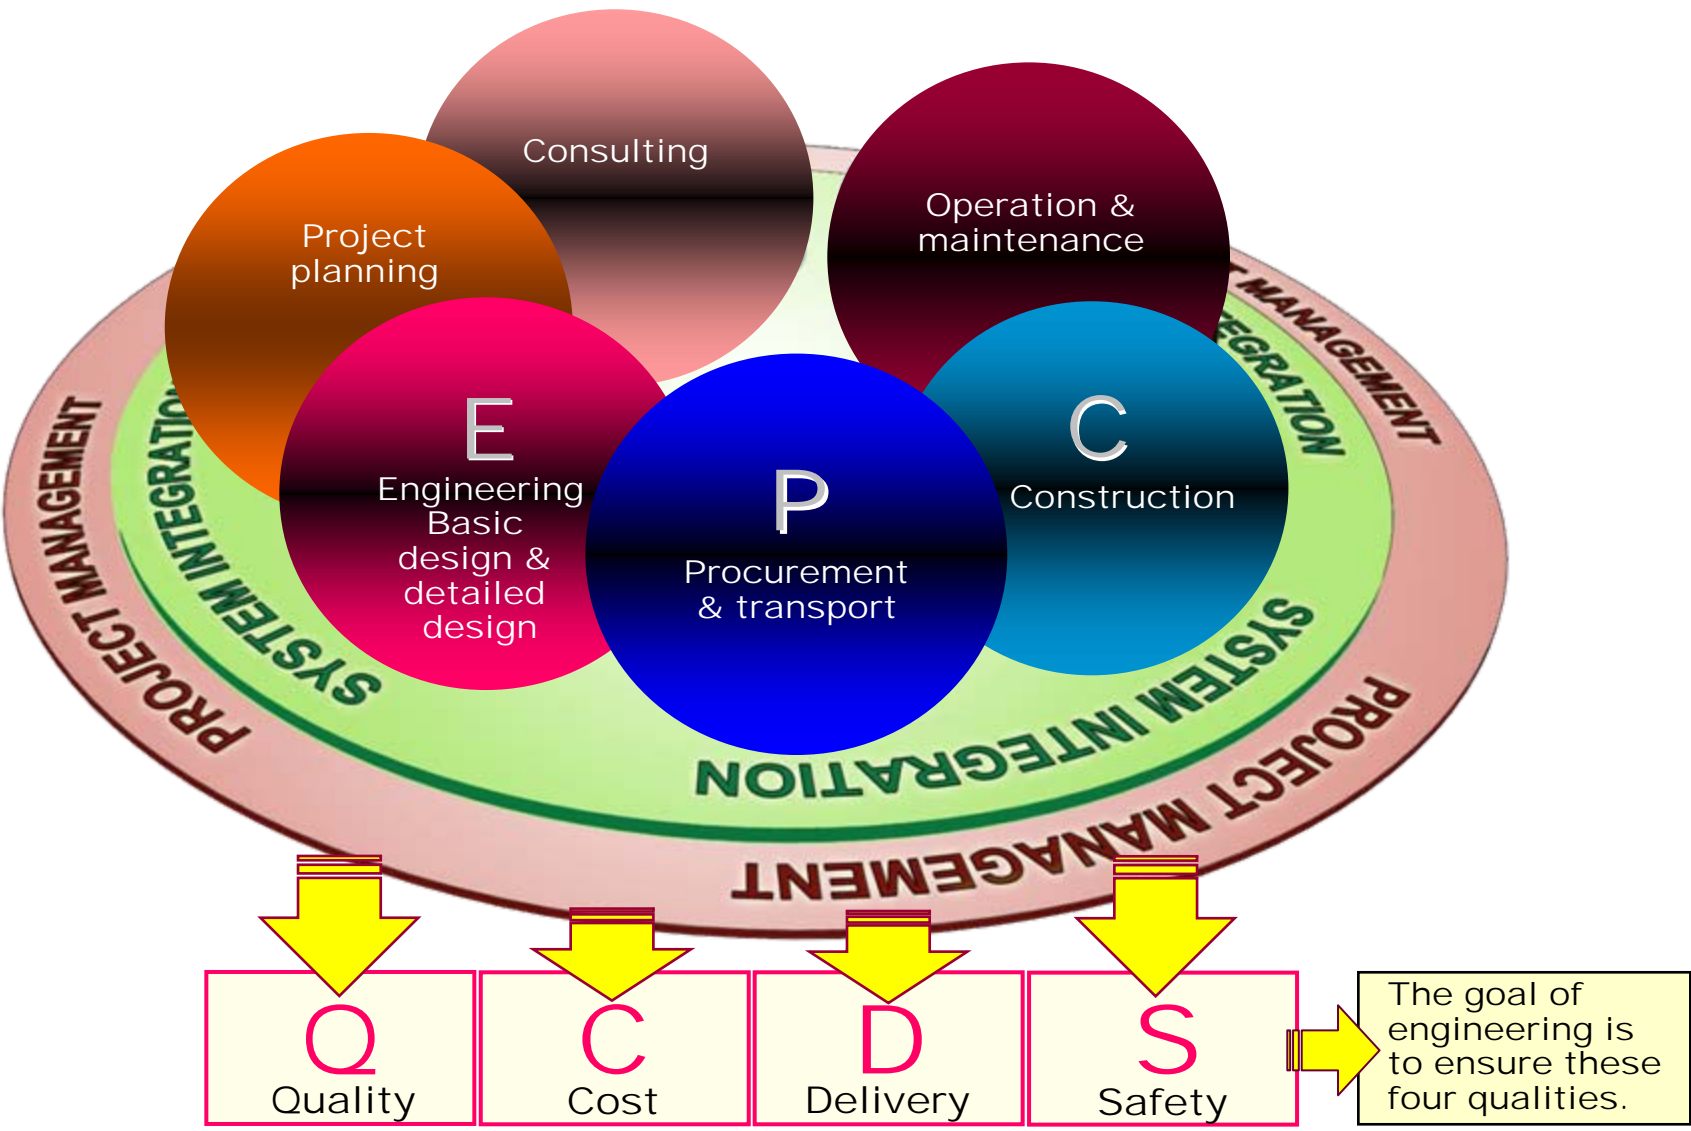 Consulting
Operation &
maintenance
Project
planning
E
Engineering
Basic
design &
detailed
design
P
Procurement
& transport
C
Construction
PROJECT MANAGEMENT
SYSTEM INTEGRATION
T MANAGEMENT
EGRATION
SYSTEM INTEGRATION
PROJECT MANAGEMENT
Q
Quality
C
Cost
D
Delivery
S
Safety
The goal of
engineering is
to ensure these
four qualities.